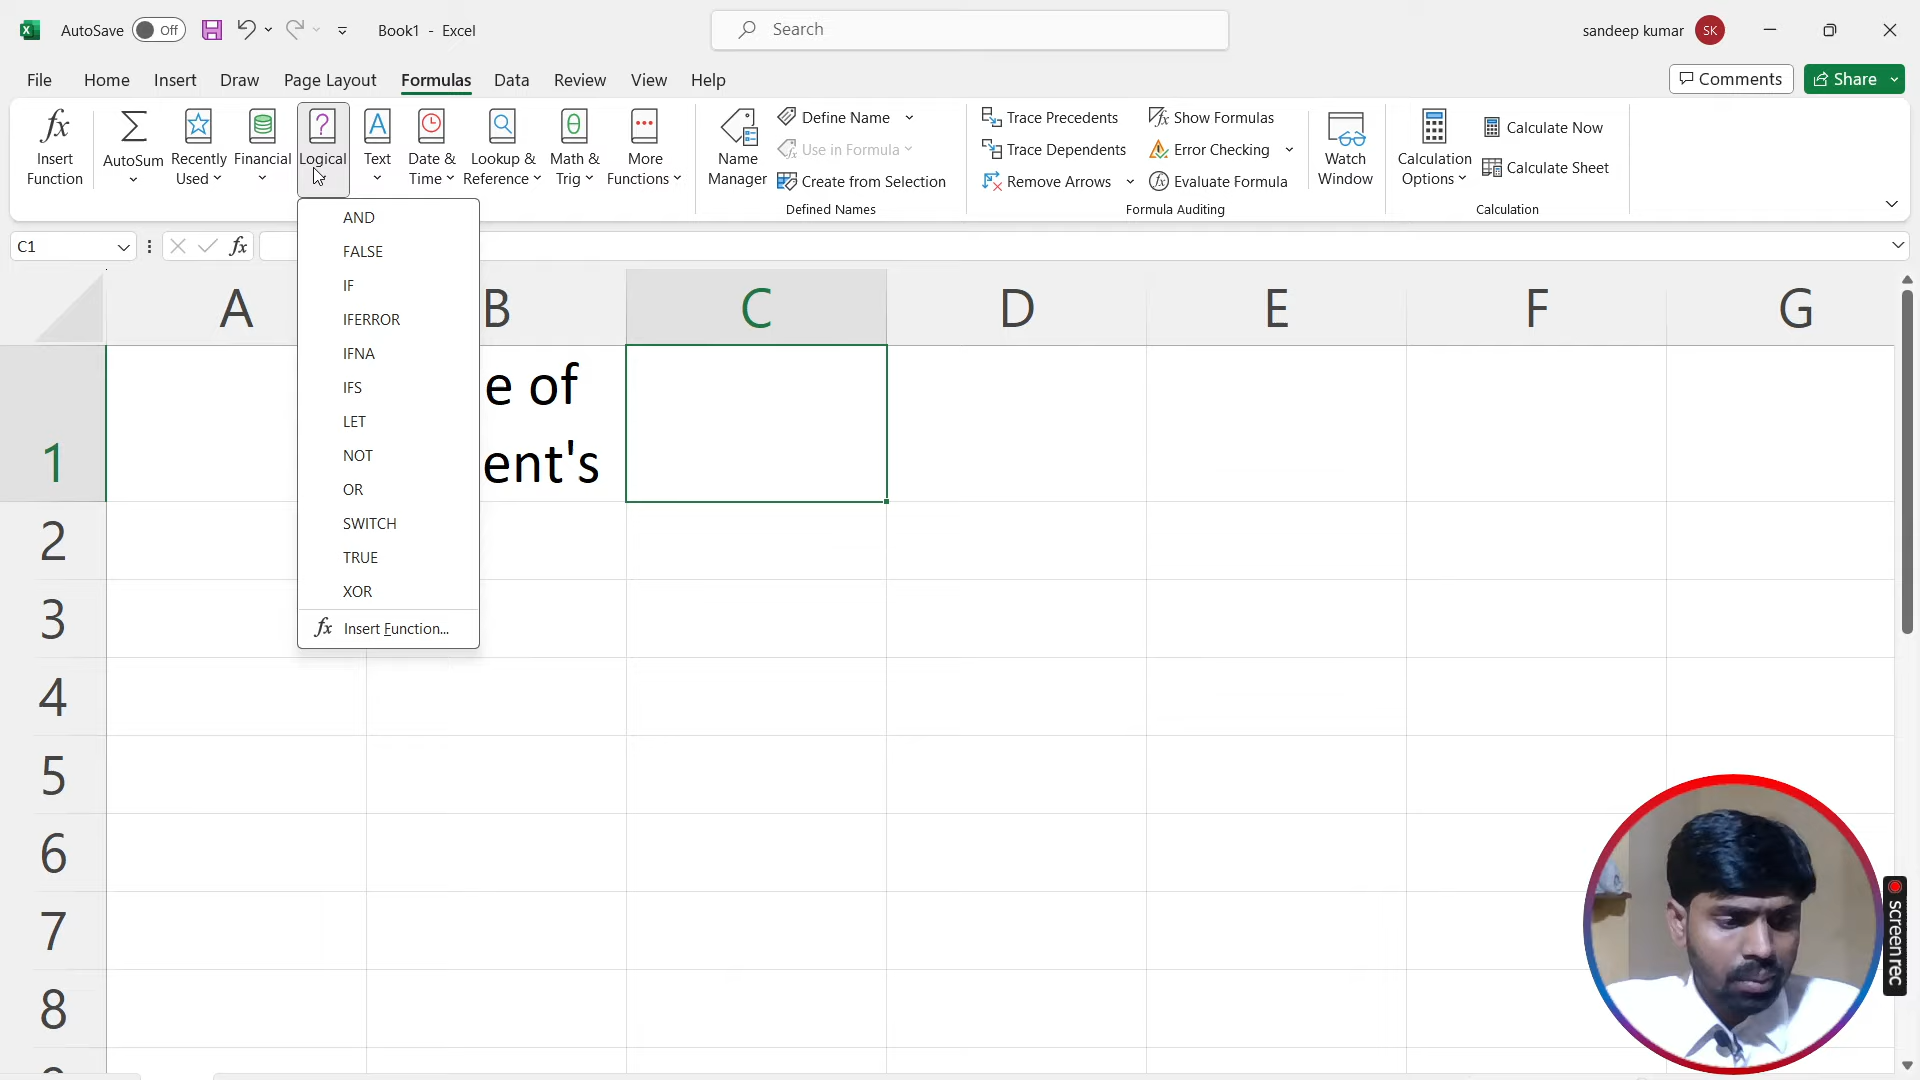 AutoSave Off Book1 - Excel Search sandeep kumar SK
File Home Insert Draw Page Layout Formulas Data Review View Help Comments Share
Insert Function
AutoSum
Recently Used
Financial
Logical
Text
Date & Time
Lookup & Reference
Math & Trig
More Functions
Name Manager
Define Name
Use in Formula
Create from Selection
Defined Names
Trace Precedents
Trace Dependents
Remove Arrows
Show Formulas
Error Checking
Evaluate Formula
Formula Auditing
Watch Window
Calculation Options
Calculate Now
Calculate Sheet
Calculation
C1 fx
AND
FALSE
IF
IFERROR
IFNA
IFS
LET
NOT
OR
SWITCH
TRUE
XOR
fx Insert Function...
A B C D E F G
e of
1 ent's
2
3
4
5
6
7
8
screenrec